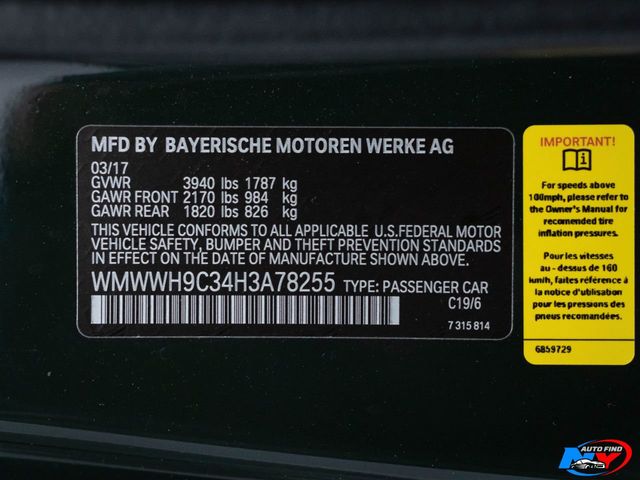 MFD BY BAYERISCHE MOTOREN WERKE AG
03/17
GVWR 3940 lbs 1787 kg
GAWR FRONT 2170 lbs 984 kg
GAWR REAR 1820 lbs 826 kg
THIS VEHICLE CONFORMS TO ALL APPLICABLE U.S.FEDERAL MOTOR
VEHICLE SAFETY, BUMPER AND THEFT PREVENTION STANDARDS
IN EFFECT ON THE DATE OF MANUFACTURE SHOWN ABOVE.
WMWWH9C34H3A78255 TYPE: PASSENGER CAR
C19/6
7 315 814
IMPORTANT!
For speeds above
100mph, please refer to
the Owner's Manual for
recomended tire
inflation pressures.
Pour les vitesses
au - dessus de 160
km/h, faites référence à
la notice d'utilisation
pour les pressions des
pneus recomandées.
6859729
AUTO FIND
NY